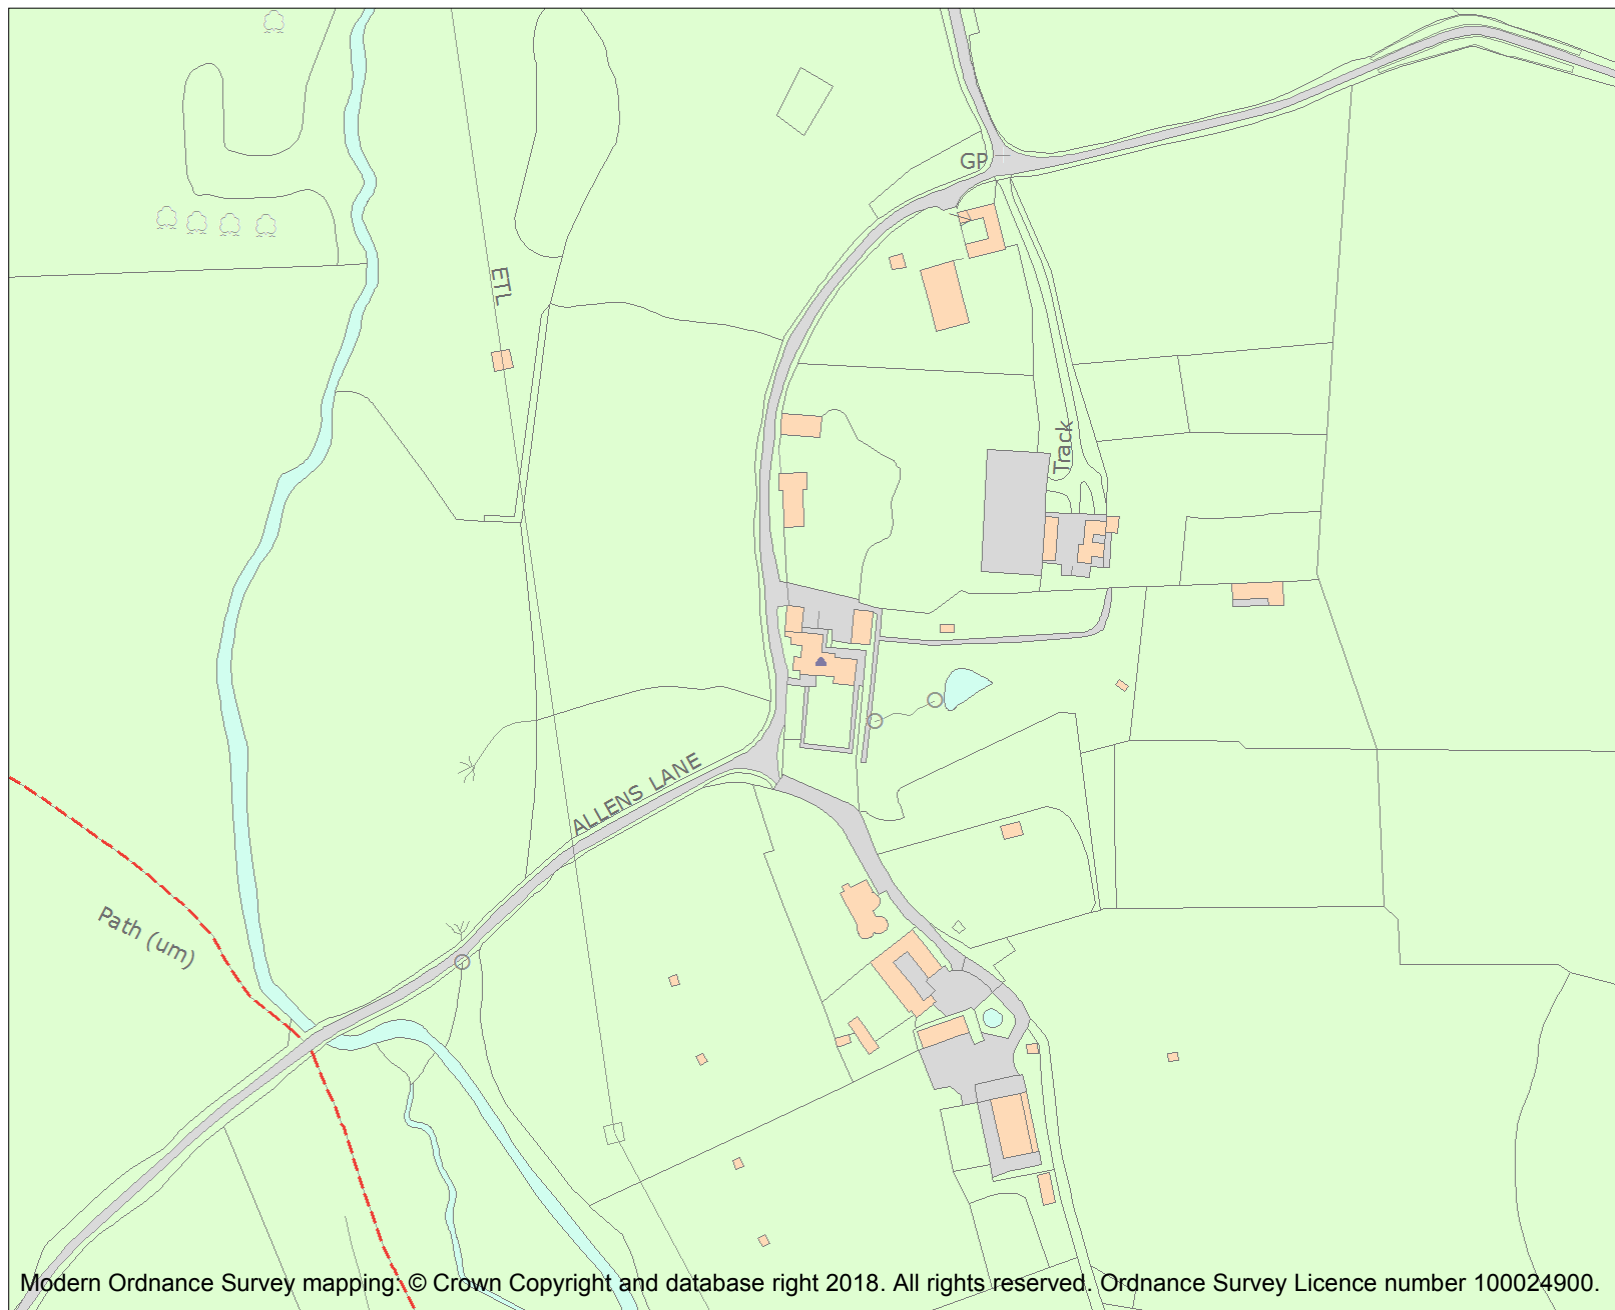 GP
ETL
Track
ALLENS LANE
Path (um)
Modern Ordnance Survey mapping: © Crown Copyright and database right 2018. All rights reserved. Ordnance Survey Licence number 100024900.